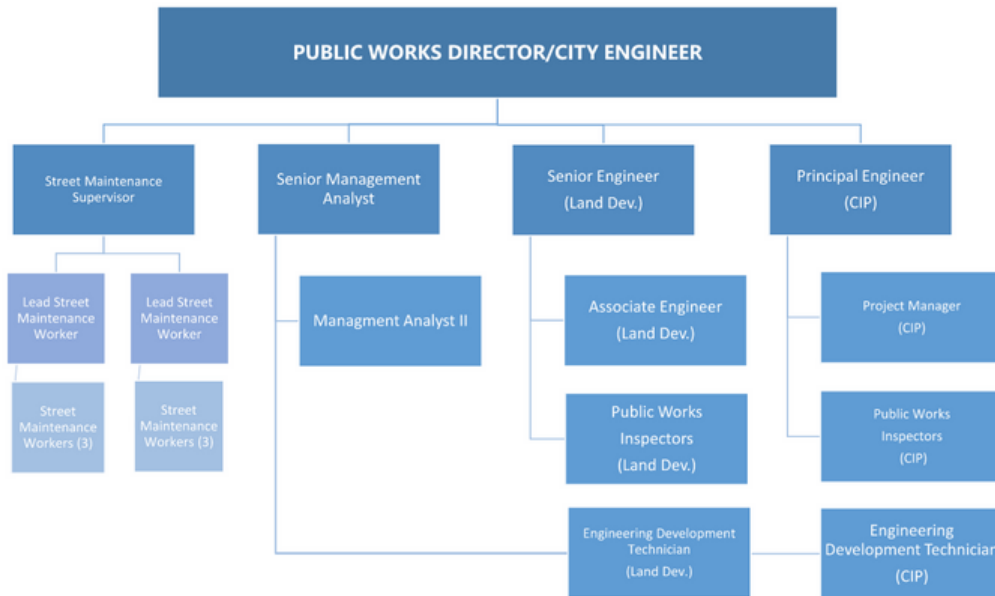 PUBLIC WORKS DIRECTOR/CITY ENGINEER
Street Maintenance
Supervisor
Senior Management
Analyst
Senior Engineer
(Land Dev.)
Principal Engineer
(CIP)
Lead Street
Maintenance
Worker
Lead Street
Maintenance
Worker
Managment Analyst II
Associate Engineer
(Land Dev.)
Project Manager
(CIP)
Street
Maintenance
Workers (3)
Street
Maintenance
Workers (3)
Public Works
Inspectors
(Land Dev.)
Public Works
Inspectors
(CIP)
Engineering Development
Technician
(Land Dev.)
Engineering
Development Technician
(CIP)